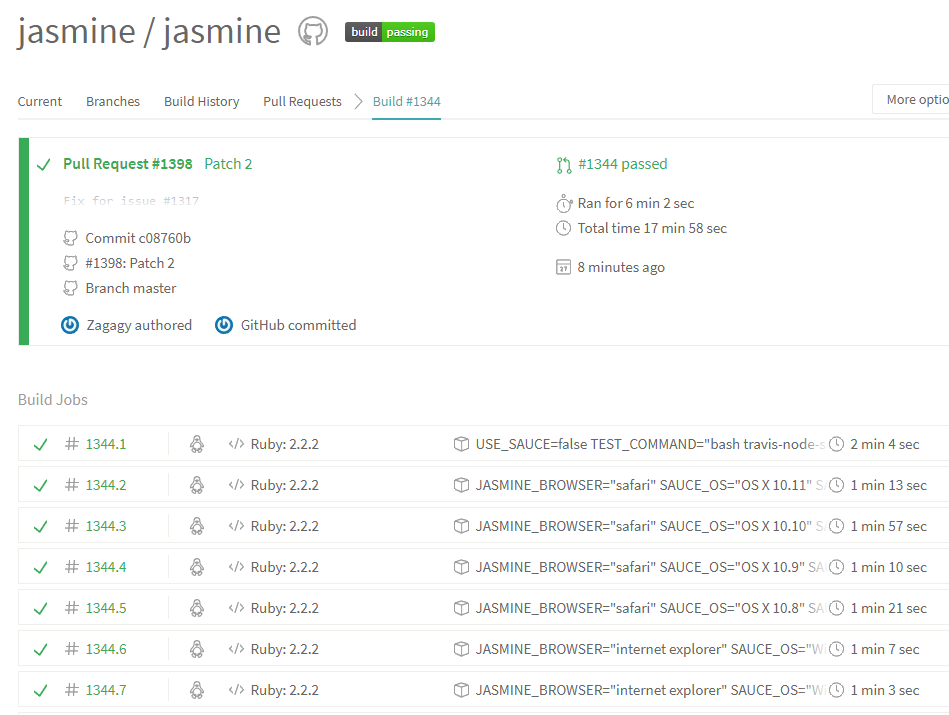 jasmine / jasmine build passing
Current Branches Build History Pull Requests Build #1344 More optio
Pull Request #1398 Patch 2 #1344 passed
Fix for issue #1317 Ran for 6 min 2 sec
Total time 17 min 58 sec
Commit c08760b
#1398: Patch 2 27 8 minutes ago
Branch master
Zagagy authored GitHub committed
Build Jobs
# 1344.1 </> Ruby: 2.2.2 USE_SAUCE=false TEST_COMMAND="bash travis-node-s 2 min 4 sec
# 1344.2 </> Ruby: 2.2.2 JASMINE_BROWSER="safari" SAUCE_OS="OS X 10.11" S 1 min 13 sec
# 1344.3 </> Ruby: 2.2.2 JASMINE_BROWSER="safari" SAUCE_OS="OS X 10.10" S 1 min 57 sec
# 1344.4 </> Ruby: 2.2.2 JASMINE_BROWSER="safari" SAUCE_OS="OS X 10.9" SA 1 min 10 sec
# 1344.5 </> Ruby: 2.2.2 JASMINE_BROWSER="safari" SAUCE_OS="OS X 10.8" SA 1 min 21 sec
# 1344.6 </> Ruby: 2.2.2 JASMINE_BROWSER="internet explorer" SAUCE_OS="Wi 1 min 7 sec
# 1344.7 </> Ruby: 2.2.2 JASMINE_BROWSER="internet explorer" SAUCE_OS="Wi 1 min 3 sec